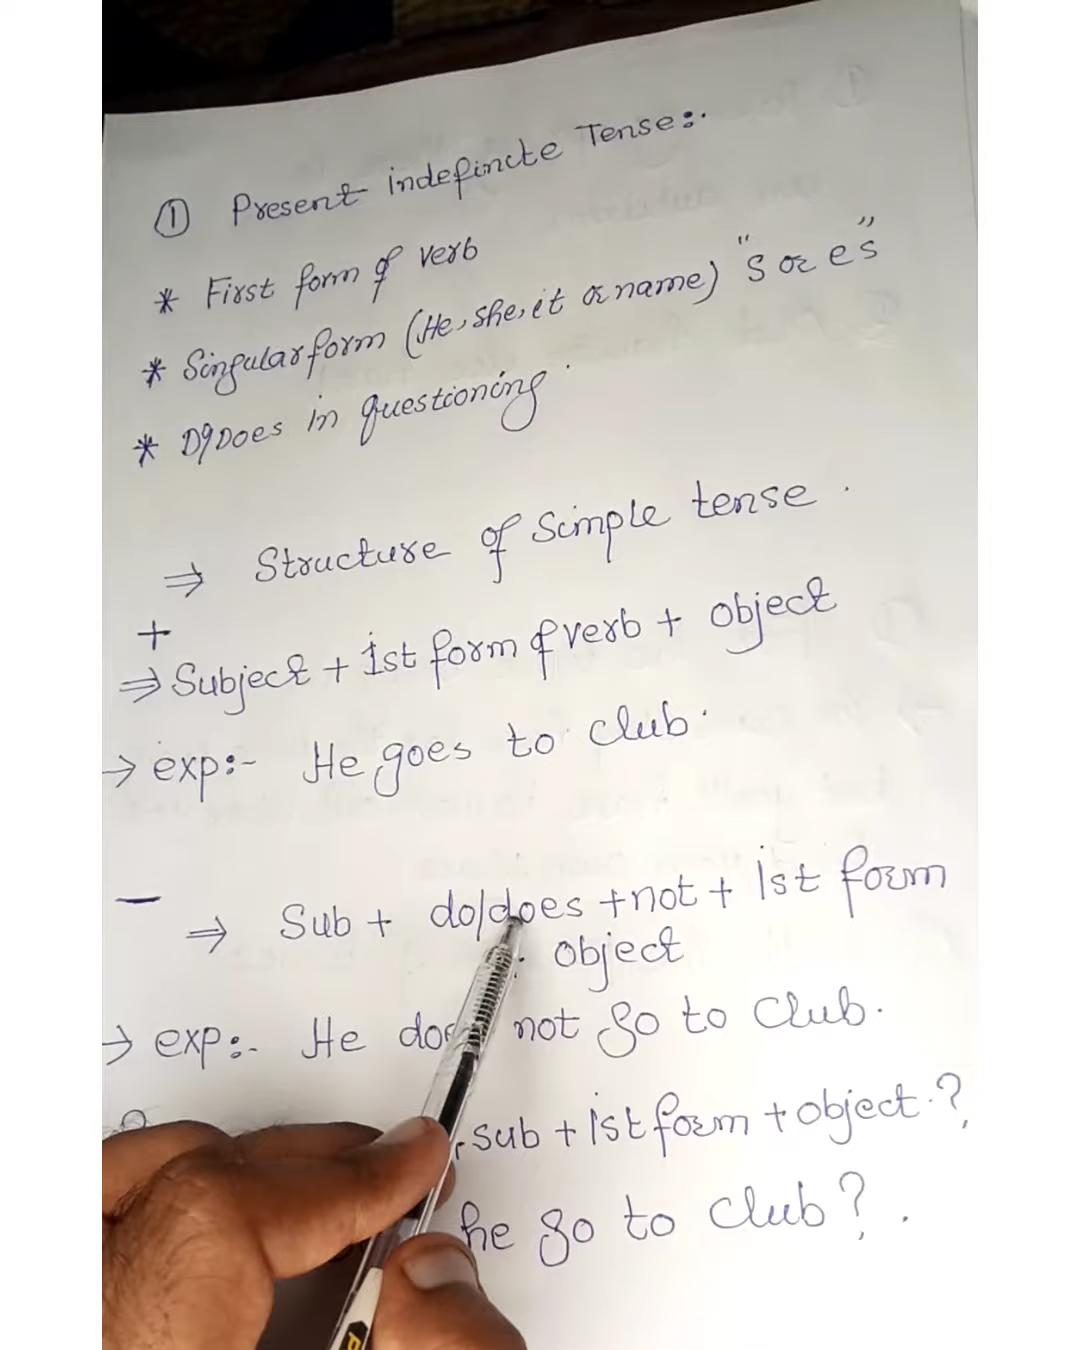 ① Present indefinite Tense:.
* First form of verb
* Singular form (He, she, it or name) "s or es"
* Do/Does in questioning.
⇒ Structure of Simple tense.
+
⇒ Subject + 1st form of verb + object
→ exp:- He goes to club.
—
⇒ Sub + do/does + not + 1st form
object
→ exp:- He does not go to club.
sub + 1st form + object.?
he go to club?.